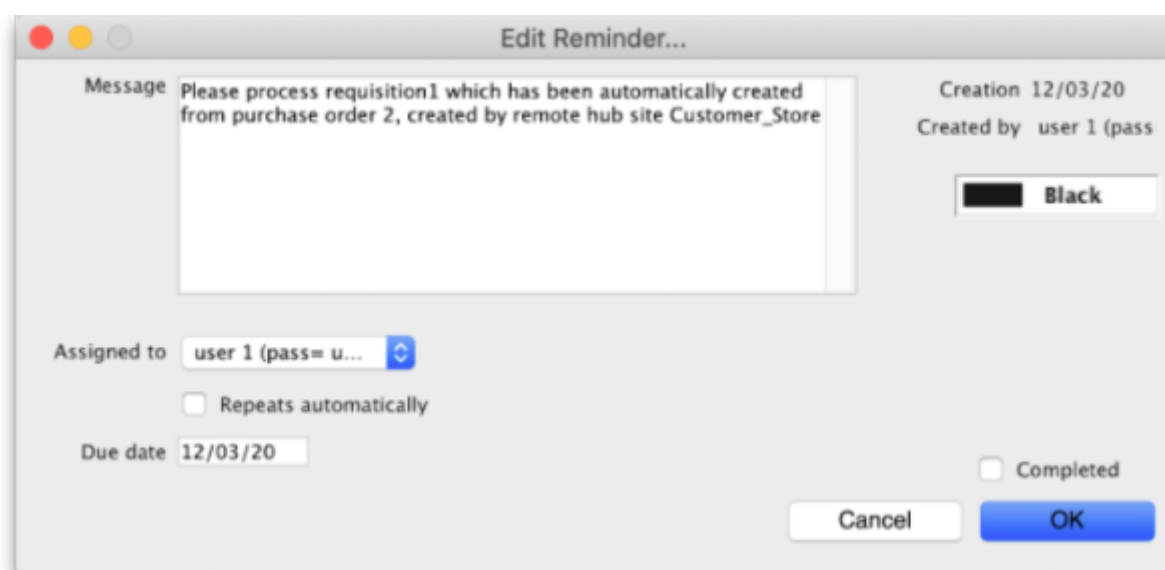 Edit Reminder...
Message
Please process requisition1 which has been automatically created
from purchase order 2, created by remote hub site Customer_Store
Creation 12/03/20
Created by user 1 (pass
Black
Assigned to user 1 (pass= u...
Repeats automatically
Due date 12/03/20
Completed
Cancel OK